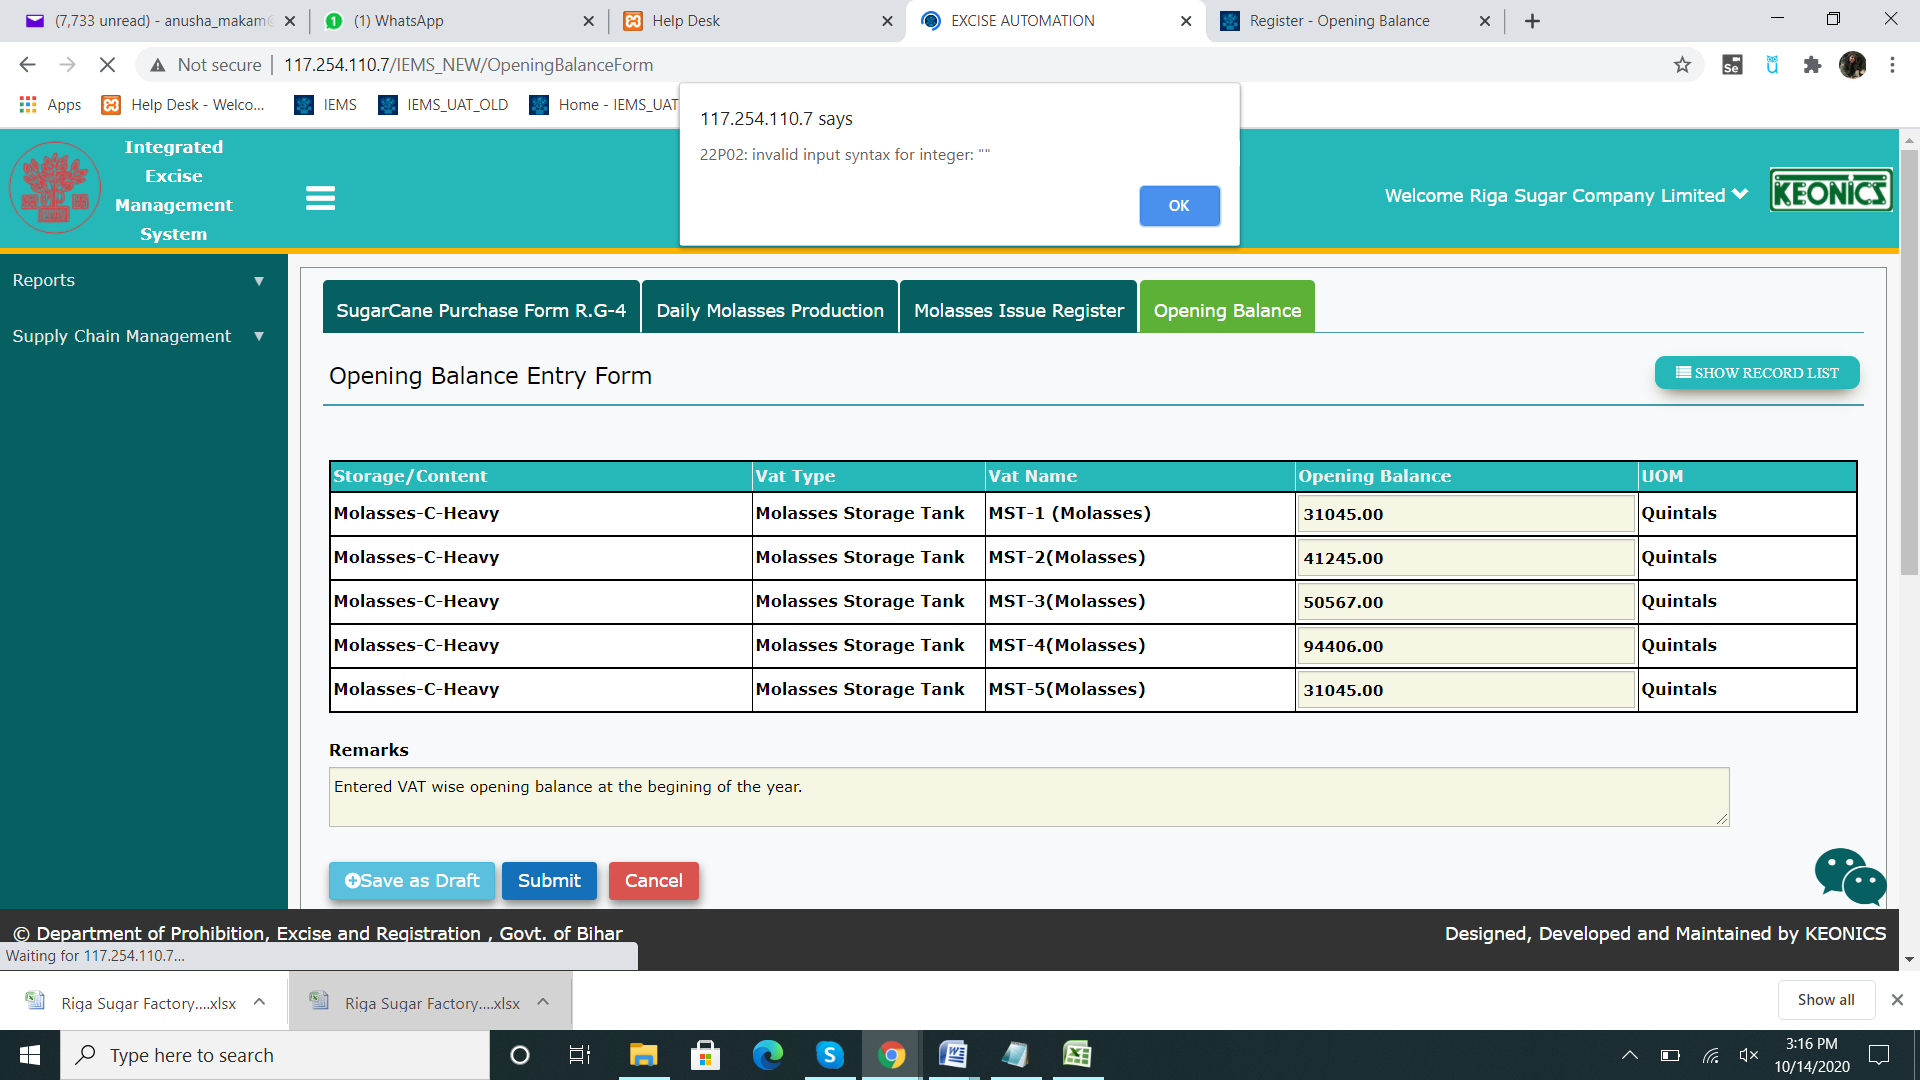 (7,733 unread) - anusha_makam@
(1) WhatsApp
Help Desk
EXCISE AUTOMATION
Register - Opening Balance
Not secure
117.254.110.7/IEMS_NEW/OpeningBalanceForm
Apps
Help Desk - Welco...
IEMS
IEMS_UAT_OLD
Home - IEMS_UAT
117.254.110.7 says
22P02: invalid input syntax for integer: ""
OK
Integrated
Excise
Management
System
Welcome Riga Sugar Company Limited
KEONICS
Reports
Supply Chain Management
SugarCane Purchase Form R.G-4
Daily Molasses Production
Molasses Issue Register
Opening Balance
Opening Balance Entry Form
SHOW RECORD LIST
Storage/Content Vat Type Vat Name Opening Balance UOM
Molasses-C-Heavy Molasses Storage Tank MST-1 (Molasses) 31045.00 Quintals
Molasses-C-Heavy Molasses Storage Tank MST-2(Molasses) 41245.00 Quintals
Molasses-C-Heavy Molasses Storage Tank MST-3(Molasses) 50567.00 Quintals
Molasses-C-Heavy Molasses Storage Tank MST-4(Molasses) 94406.00 Quintals
Molasses-C-Heavy Molasses Storage Tank MST-5(Molasses) 31045.00 Quintals
Remarks
Entered VAT wise opening balance at the begining of the year.
Save as Draft
Submit
Cancel
© Department of Prohibition, Excise and Registration , Govt. of Bihar
Designed, Developed and Maintained by KEONICS
Waiting for 117.254.110.7...
Riga Sugar Factory....xlsx
Riga Sugar Factory....xlsx
Show all
Type here to search
3:16 PM
10/14/2020